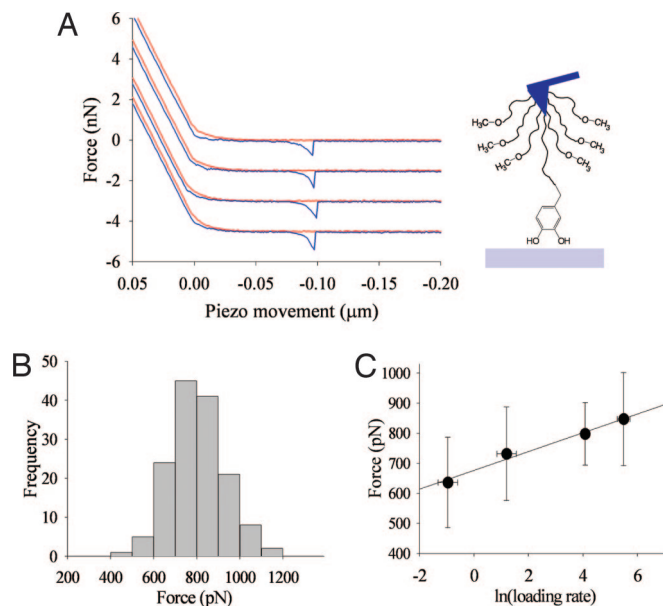 A
6
4
2
0
-2
-4
-6
Force (nN)
0.05 0.00 -0.05 -0.10 -0.15 -0.20
Piezo movement (μm)
H₃C O O CH₃
H₃C O O CH₃
H₃C O O CH₃
OH OH
B
50
40
30
20
10
0
Frequency
200 400 600 800 1000 1200
Force (pN)
C
1000
900
800
700
600
500
400
Force (pN)
-2 0 2 4 6
ln(loading rate)